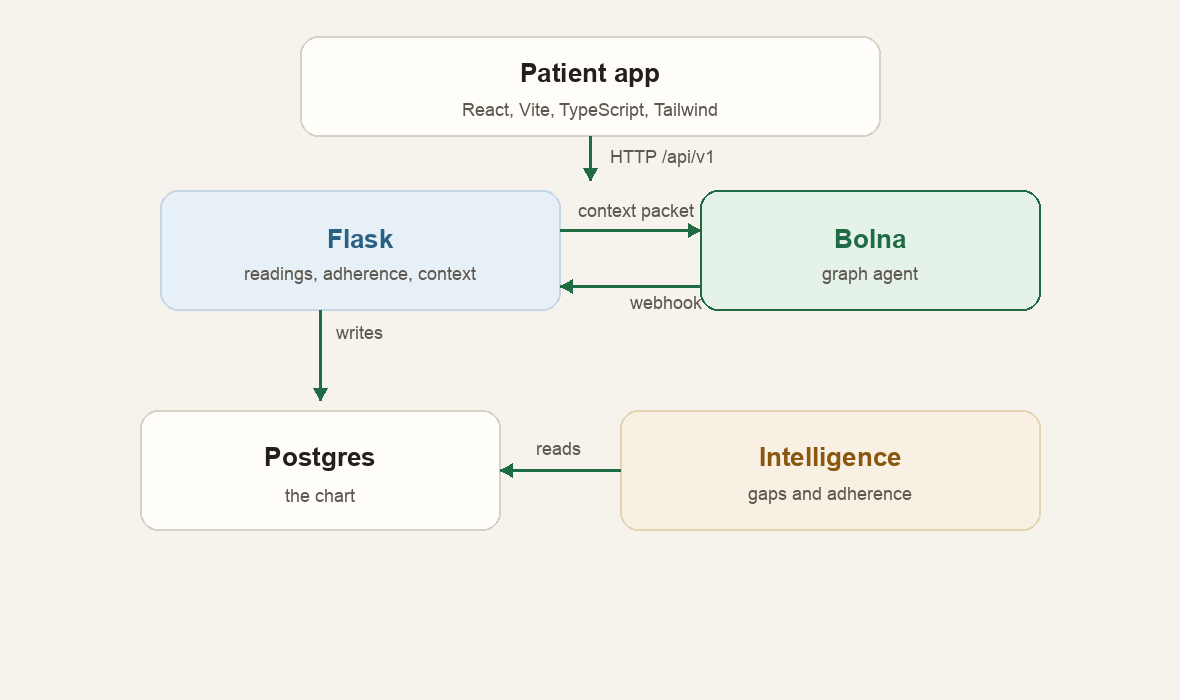 Patient app
React, Vite, TypeScript, Tailwind
HTTP /api/v1
Flask
readings, adherence, context
context packet
webhook
Bolna
graph agent
writes
Postgres
the chart
reads
Intelligence
gaps and adherence